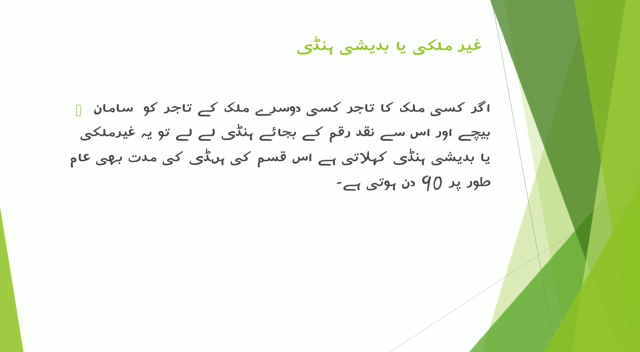 غیر ملکی یا بدیشی ہنڈی
اگر کسی ملک کا تاجر کسی دوسرے ملک کے تاجر کو سامان
بیچے اور اس سے نقد رقم کے بجائے ہنڈی لے لے تو یہ غیرملکی
یا بدیشی ہنڈی کہلاتی ہے اس قسم کی ہںڈی کی مدت بھی عام
طور پر 90 دن ہوتی ہے۔